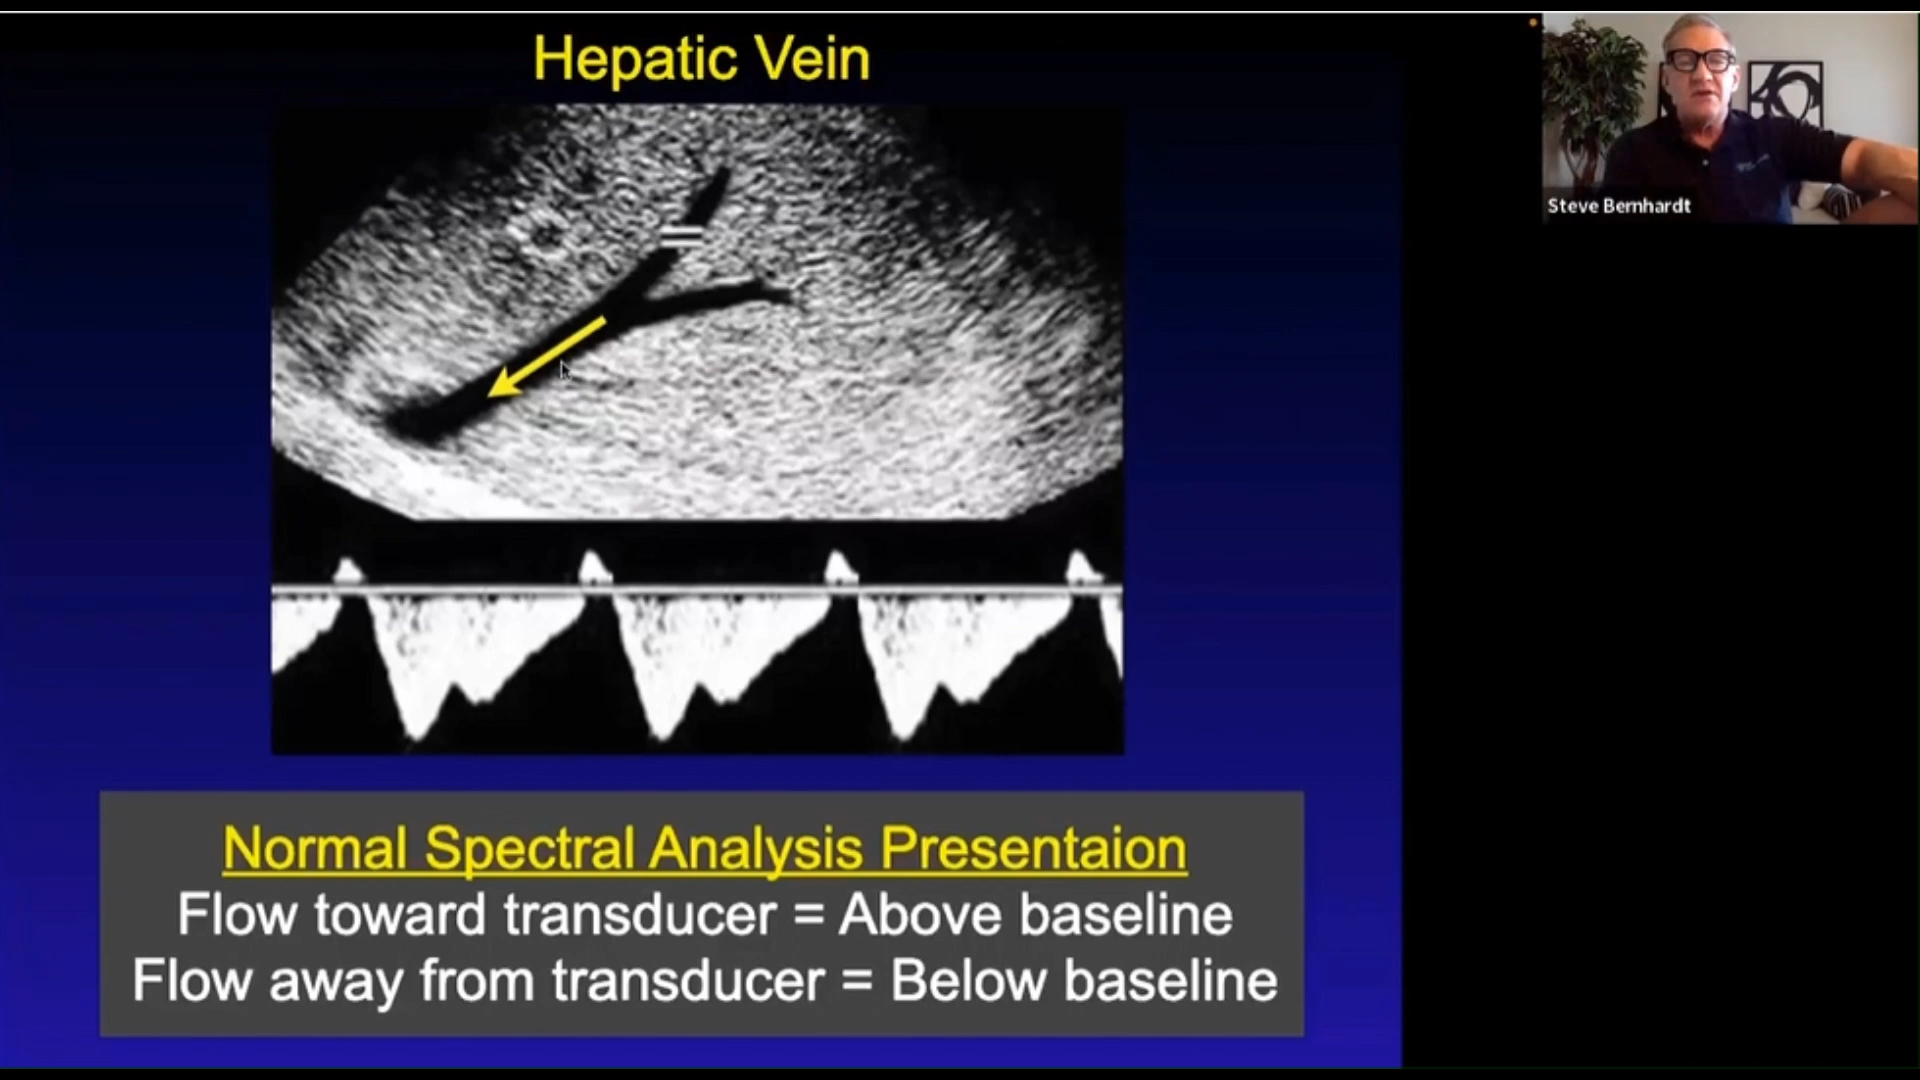 Hepatic Vein
Steve Bernhardt
Normal Spectral Analysis Presentaion
Flow toward transducer = Above baseline
Flow away from transducer = Below baseline